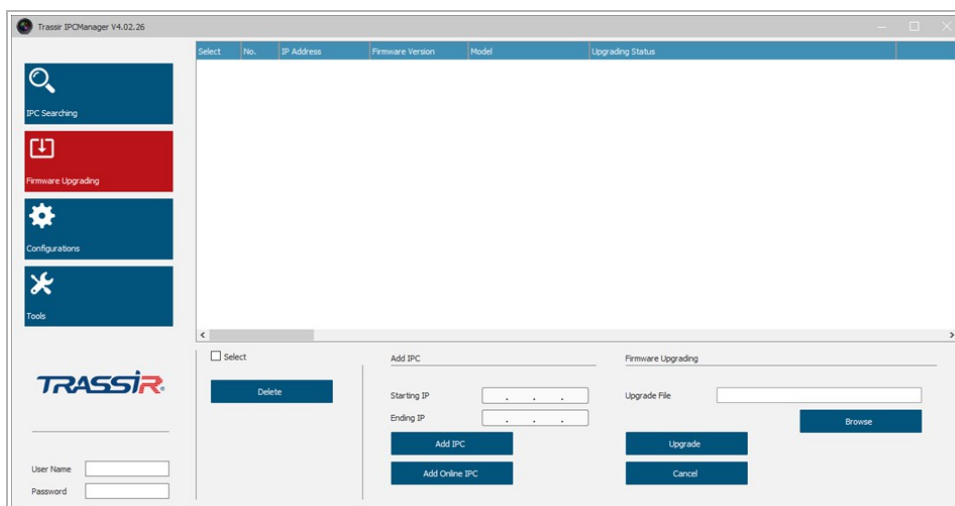 Trassir IPCManager V4.02.26
Select No. IP Address Firmware Version Model Upgrading Status
IPC Searching
Firmware Upgrading
Configurations
Tools
TRASSIR
User Name
Password
Select
Delete
Add IPC
Starting IP . . .
Ending IP . . .
Add IPC
Add Online IPC
Firmware Upgrading
Upgrade File
Browse
Upgrade
Cancel